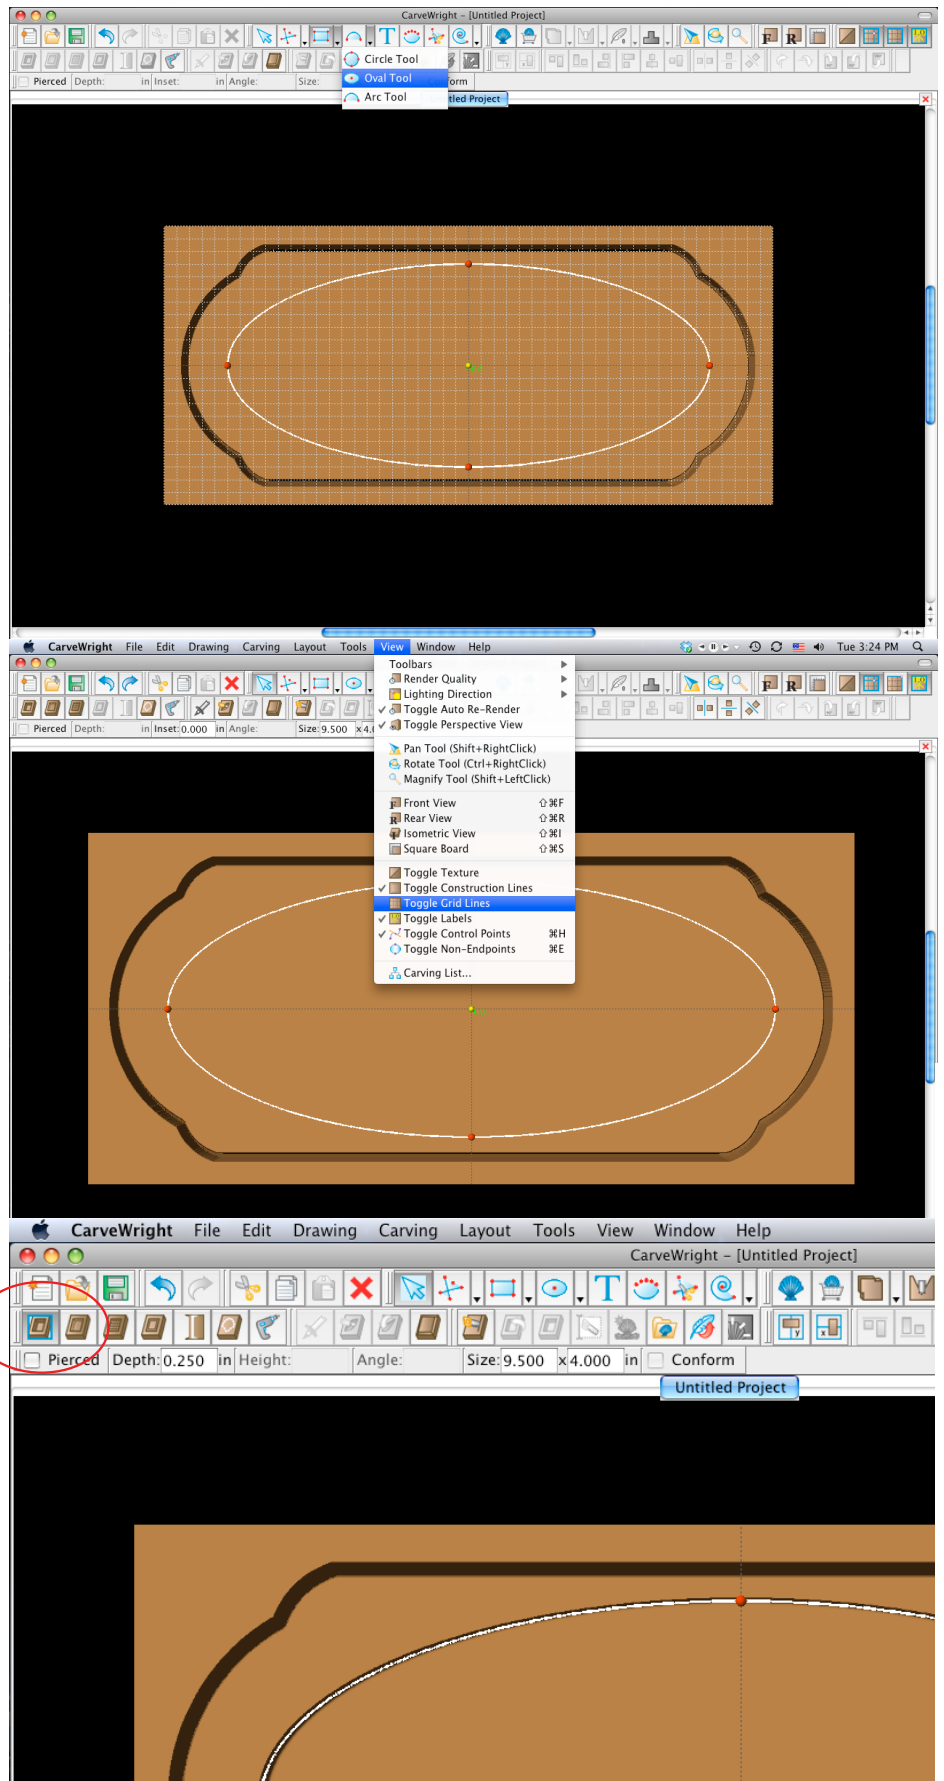 CarveWright – [Untitled Project]
T
F R
Circle Tool
Oval Tool
Arc Tool
Pierced Depth: in Inset: in Angle: Size:
Untitled Project
CarveWright File Edit Drawing Carving Layout Tools View Window Help Tue 3:24 PM
F R
Pierced Depth: in Inset: 0.000 in Angle: Size: 9.500 x
Toolbars
Render Quality
Lighting Direction
Toggle Auto Re-Render
Toggle Perspective View
Pan Tool (Shift+RightClick)
Rotate Tool (Ctrl+RightClick)
Magnify Tool (Shift+LeftClick)
Front View ⇧⌘F
Rear View ⇧⌘R
Isometric View ⇧⌘I
Square Board ⇧⌘S
Toggle Texture
Toggle Construction Lines
Toggle Grid Lines
Toggle Labels
Toggle Control Points ⌘H
Toggle Non-Endpoints ⌘E
Carving List...
CarveWright File Edit Drawing Carving Layout Tools View Window Help
CarveWright – [Untitled Project]
T
y x
Pierced Depth: 0.250 in Height: Angle: Size: 9.500 x 4.000 in Conform
Untitled Project